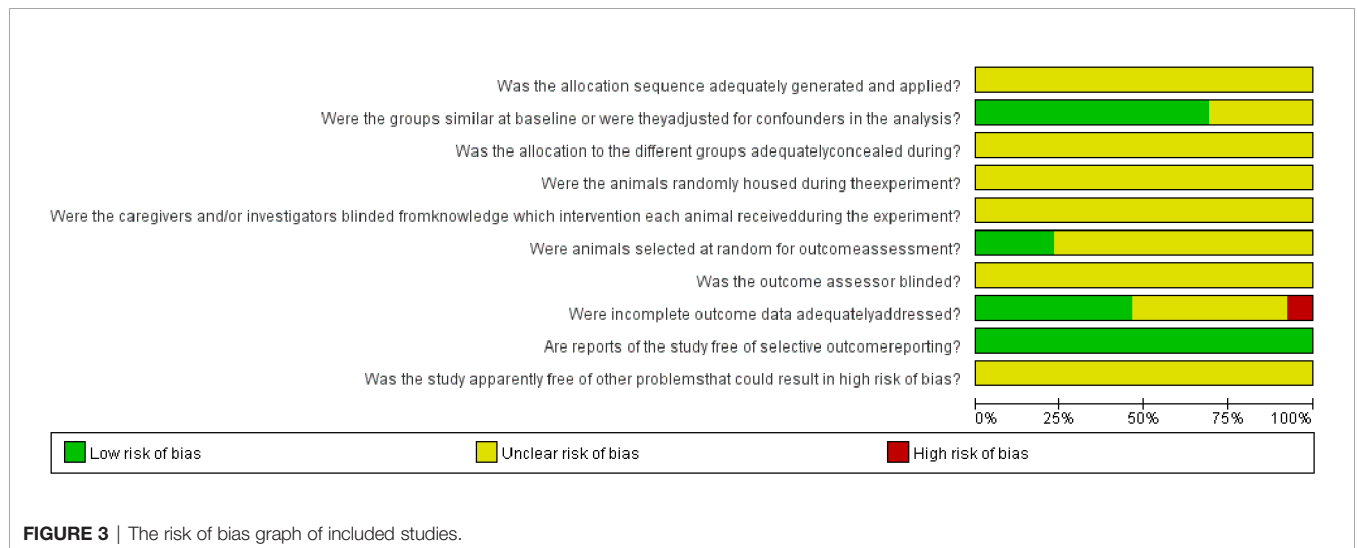 Was the allocation sequence adequately generated and applied?
Were the groups similar at baseline or were theyadjusted for confounders in the analysis?
Was the allocation to the different groups adequatelyconcealed during?
Were the animals randomly housed during theexperiment?
Were the caregivers and/or investigators blinded fromknowledge which intervention each animal receivedduring the experiment?
Were animals selected at random for outcomeassessment?
Was the outcome assessor blinded?
Were incomplete outcome data adequatelyaddressed?
Are reports of the study free of selective outcomereporting?
Was the study apparently free of other problemsthat could result in high risk of bias?
0% 25% 50% 75% 100%
Low risk of bias Unclear risk of bias High risk of bias
FIGURE 3 | The risk of bias graph of included studies.